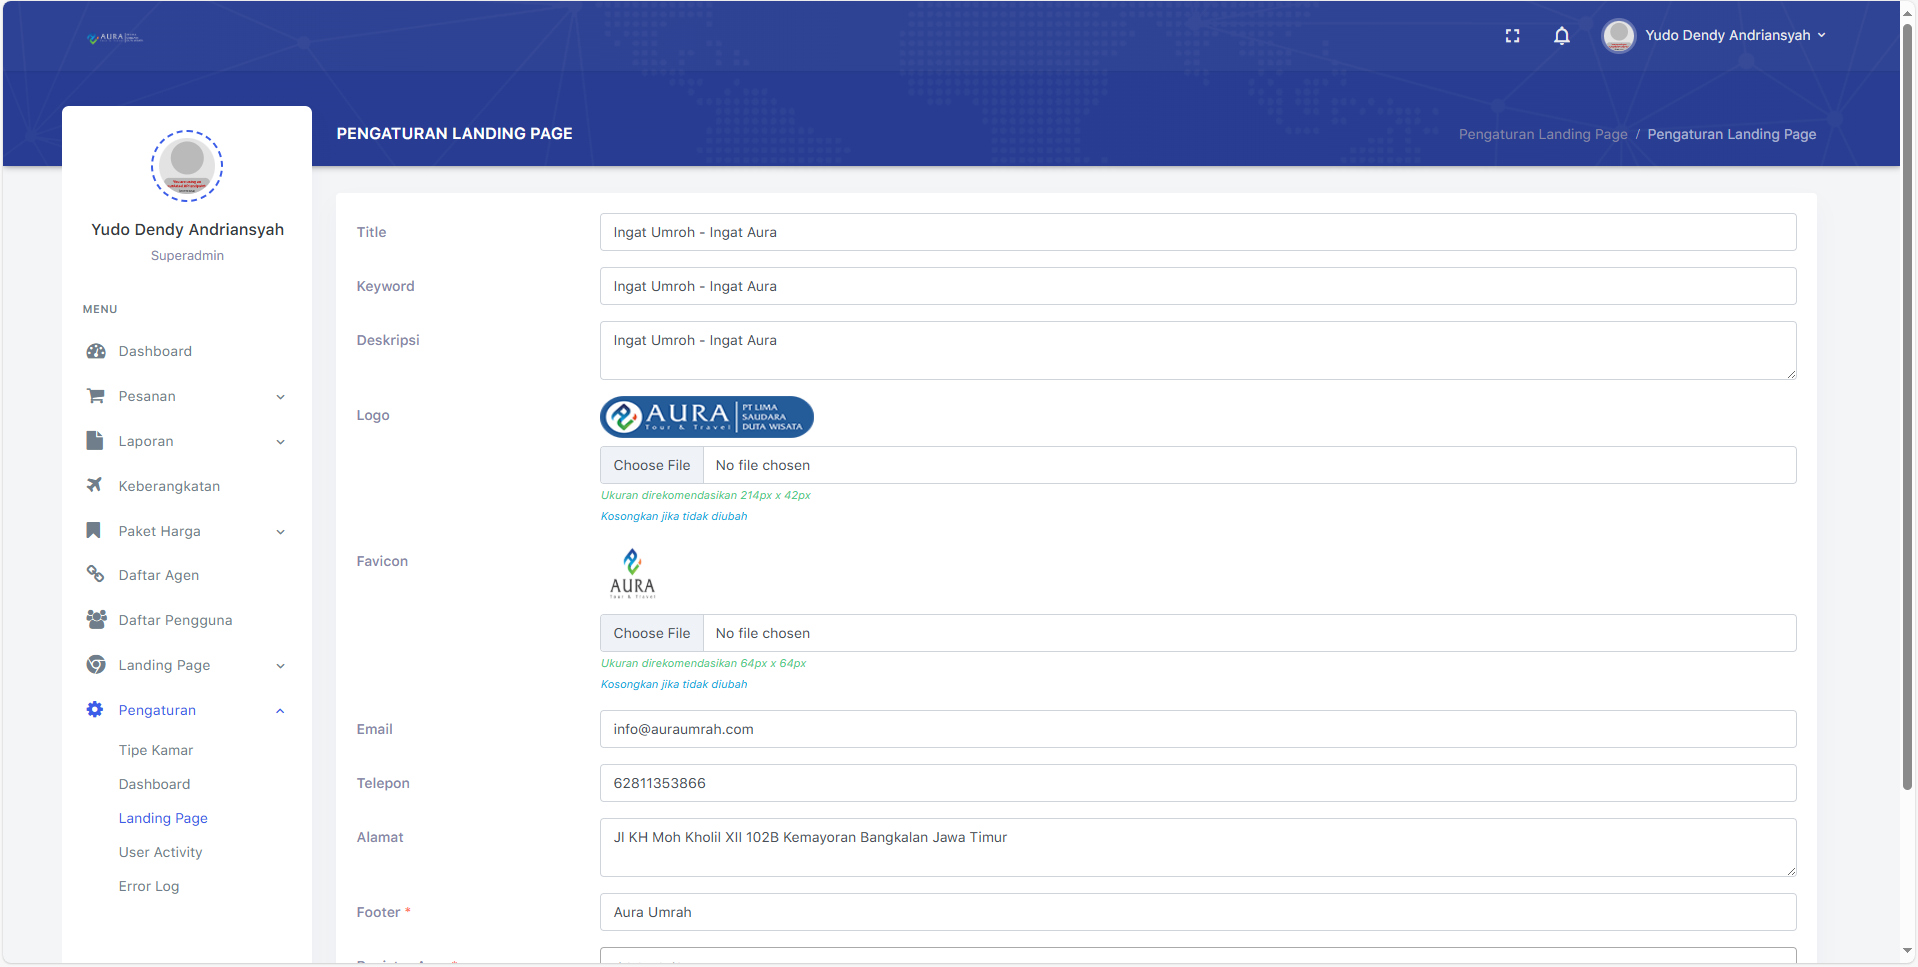 AURA
Yudo Dendy Andriansyah
PENGATURAN LANDING PAGE
Pengaturan Landing Page / Pengaturan Landing Page
Yudo Dendy Andriansyah
Superadmin
MENU
Dashboard
Pesanan
Laporan
Keberangkatan
Paket Harga
Daftar Agen
Daftar Pengguna
Landing Page
Pengaturan
Tipe Kamar
Dashboard
Landing Page
User Activity
Error Log
Title
Ingat Umroh - Ingat Aura
Keyword
Ingat Umroh - Ingat Aura
Deskripsi
Ingat Umroh - Ingat Aura
Logo
AURA
Tour & Travel
PT LIMA
SAUDARA
DUTA WISATA
Choose File No file chosen
Ukuran direkomendasikan 214px x 42px
Kosongkan jika tidak diubah
Favicon
AURA
Tour & Travel
Choose File No file chosen
Ukuran direkomendasikan 64px x 64px
Kosongkan jika tidak diubah
Email
info@auraumrah.com
Telepon
62811353866
Alamat
Jl KH Moh Kholil XII 102B Kemayoran Bangkalan Jawa Timur
Footer *
Aura Umrah